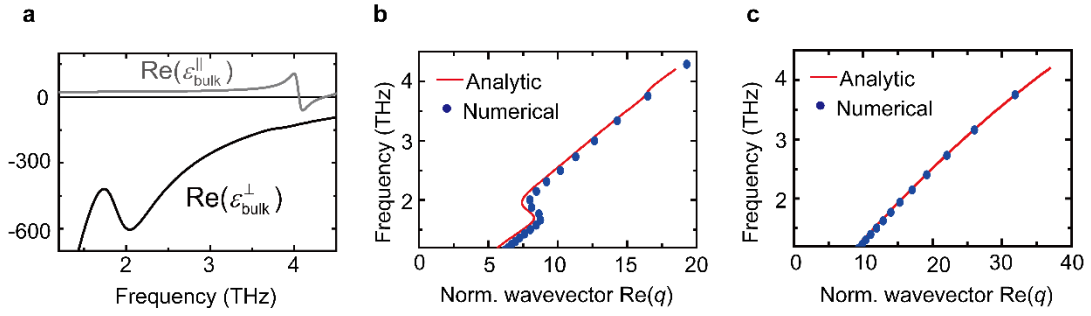 a
Re(ε∥bulk)
0
-300
-600
Re(ε⊥bulk)
2 3 4
Frequency (THz)
b
Frequency (THz)
4
3
2
Analytic
Numerical
0 5 10 15 20
Norm. wavevector Re(q)
c
Frequency (THz)
4
3
2
Analytic
Numerical
0 10 20 30 40
Norm. wavevector Re(q)